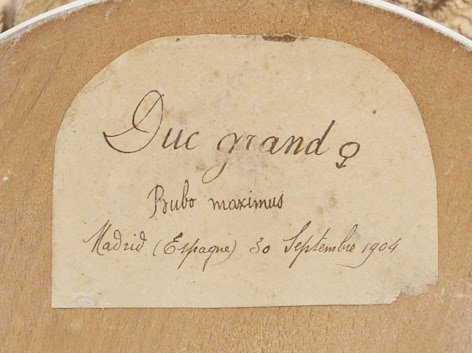 Duc grand ♀
Bubo maximus
Madrid (Espagne) 30 Septembre 1904